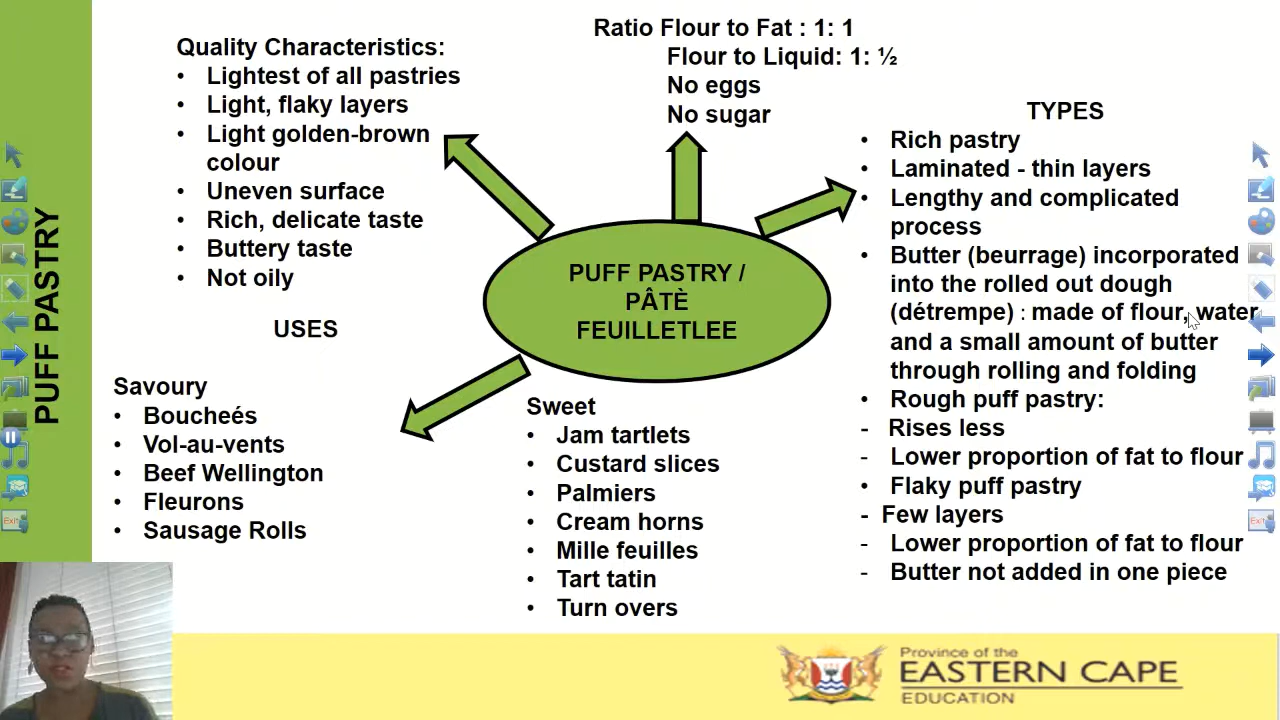 PUFF PASTRY
Quality Characteristics:
• Lightest of all pastries
• Light, flaky layers
• Light golden-brown
colour
• Uneven surface
• Rich, delicate taste
• Buttery taste
• Not oily
Ratio Flour to Fat : 1: 1
Flour to Liquid: 1: ½
No eggs
No sugar
TYPES
• Rich pastry
• Laminated - thin layers
• Lengthy and complicated
process
• Butter (beurrage) incorporated
into the rolled out dough
(détrempe) : made of flour, water
and a small amount of butter
through rolling and folding
• Rough puff pastry:
- Rises less
- Lower proportion of fat to flour
• Flaky puff pastry
- Few layers
- Lower proportion of fat to flour
- Butter not added in one piece
PUFF PASTRY /
PÂTÈ
FEUILLETLEE
USES
Savoury
• Boucheés
• Vol-au-vents
• Beef Wellington
• Fleurons
• Sausage Rolls
Sweet
• Jam tartlets
• Custard slices
• Palmiers
• Cream horns
• Mille feuilles
• Tart tatin
• Turn overs
Exit
Exit
Province of the
EASTERN CAPE
EDUCATION